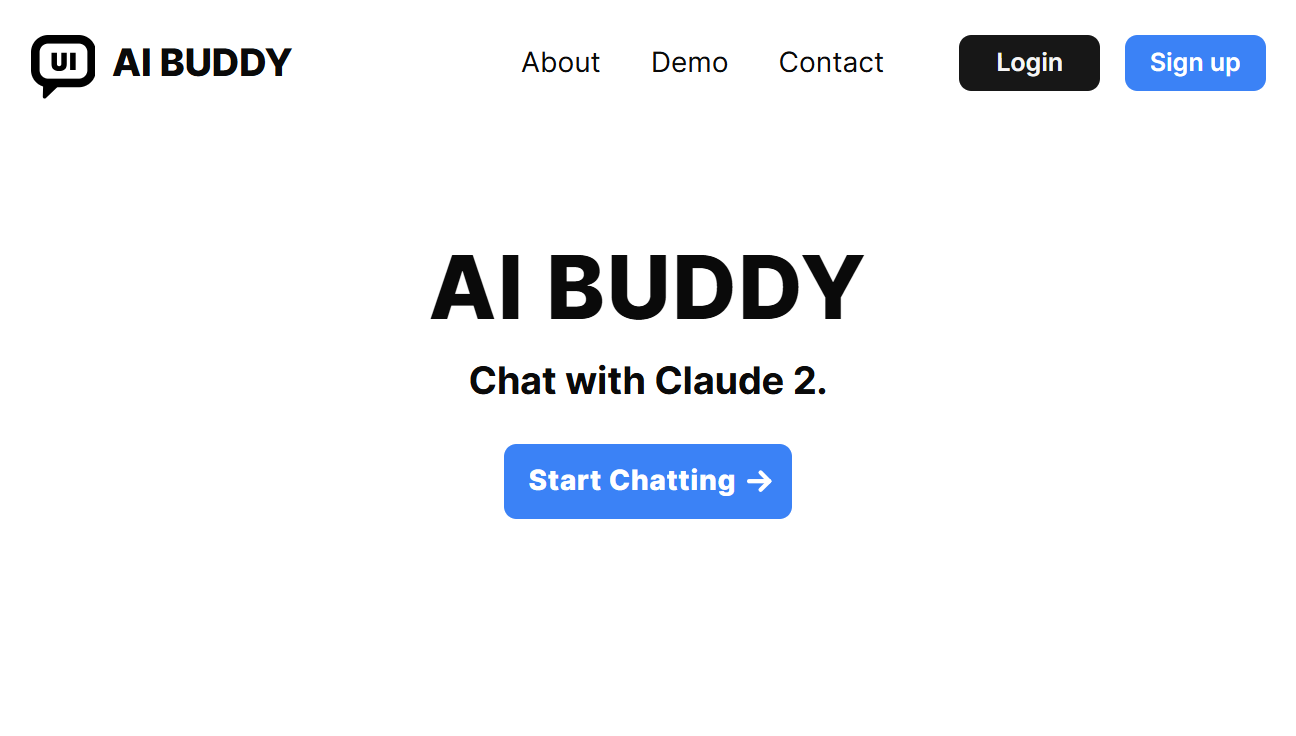 UI AI BUDDY About Demo Contact Login Sign up
AI BUDDY
Chat with Claude 2.
Start Chatting →